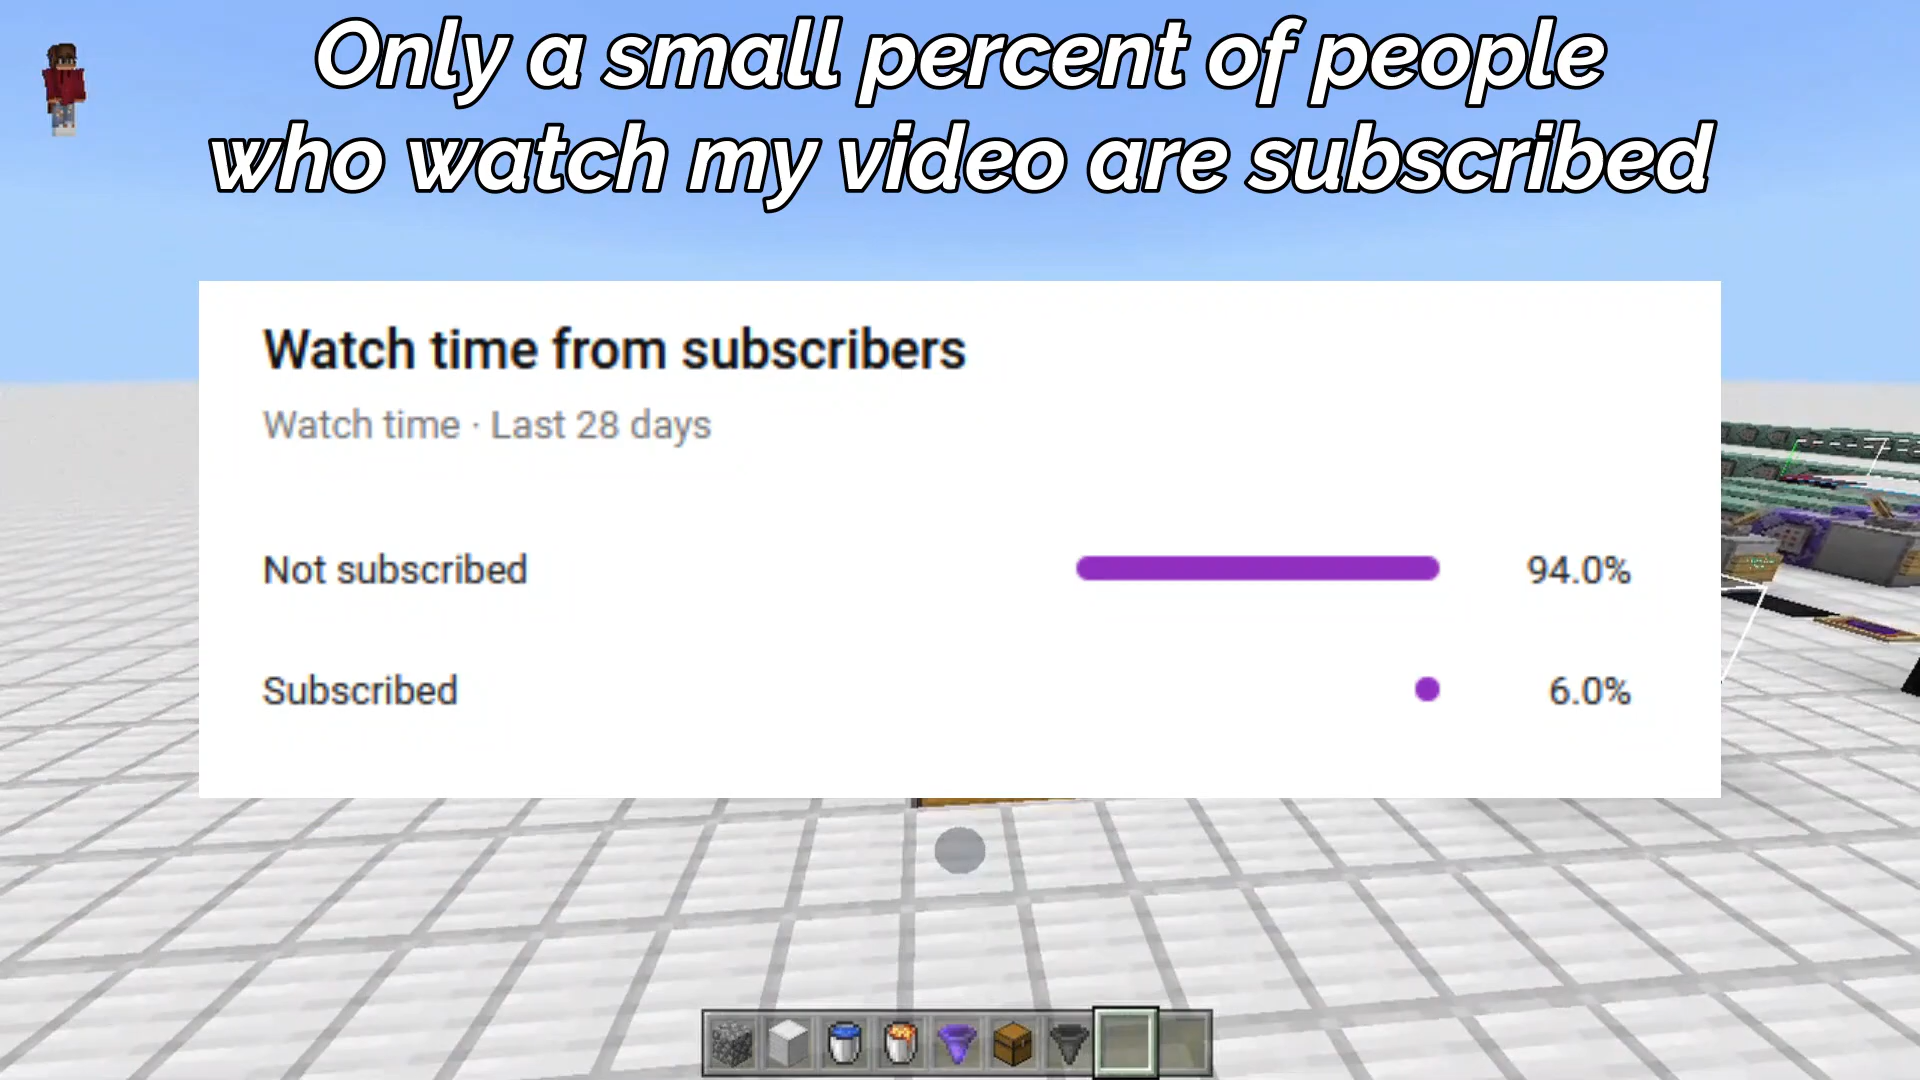 Only a small percent of people
who watch my video are subscribed
Watch time from subscribers
Watch time · Last 28 days
Not subscribed 94.0%
Subscribed 6.0%